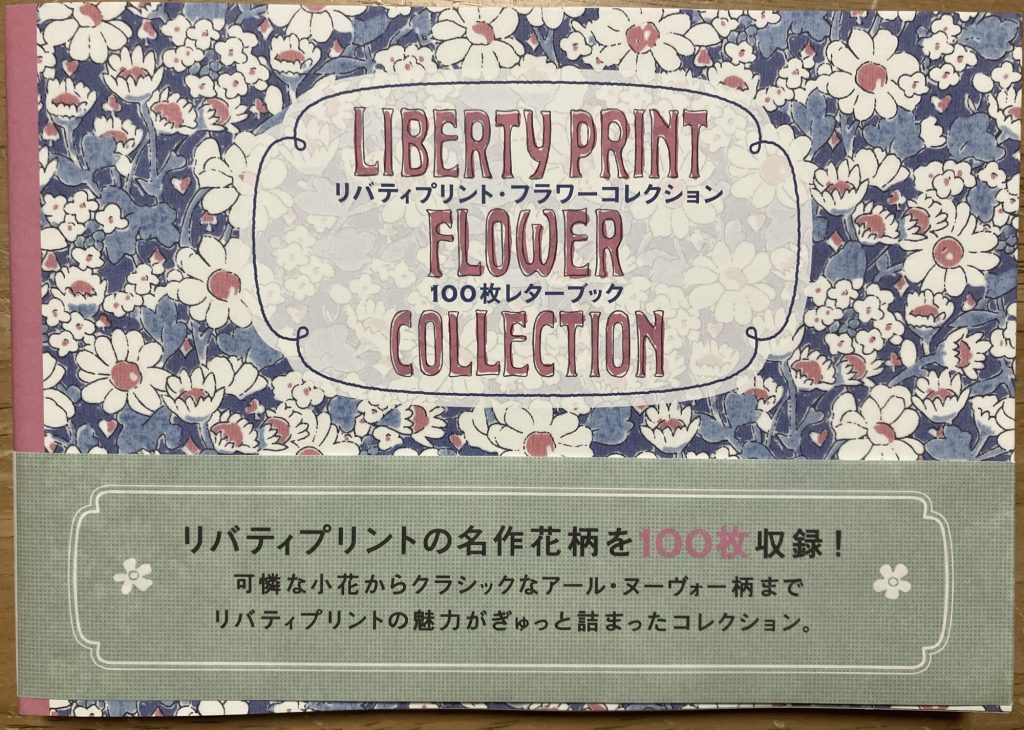 LIBERTY PRINT
リバティプリント・フラワーコレクション
FLOWER
100枚レターブック
COLLECTION
リバティプリントの名作花柄を100枚収録！
可憐な小花からクラシックなアール・ヌーヴォー柄まで
リバティプリントの魅力がぎゅっと詰まったコレクション。